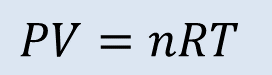 PV = nRT